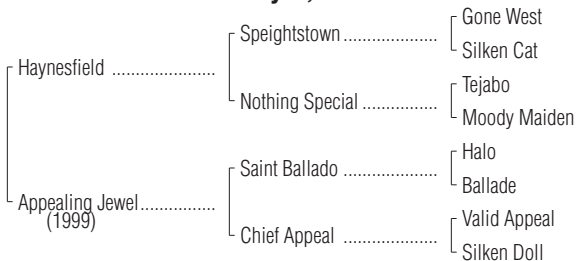 Gone West
Speightstown ....................
Silken Cat
Haynesfield ......................
Tejabo
Nothing Special ................
Moody Maiden
Halo
Saint Ballado ....................
Ballade
Appealing Jewel................
(1999)
Valid Appeal
Chief Appeal ....................
Silken Doll